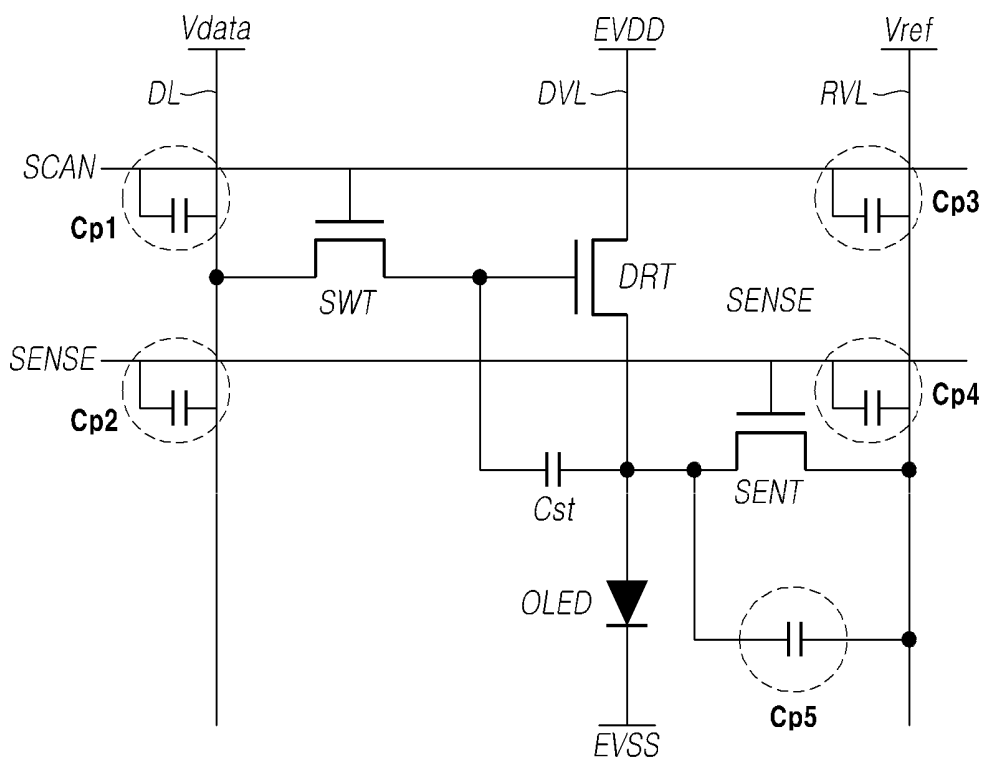 Vdata EVDD Vref
DL DVL RVL
SCAN
Cp1 Cp3
SWT DRT SENSE
SENSE
Cp2 Cp4
Cst SENT
OLED
Cp5
EVSS